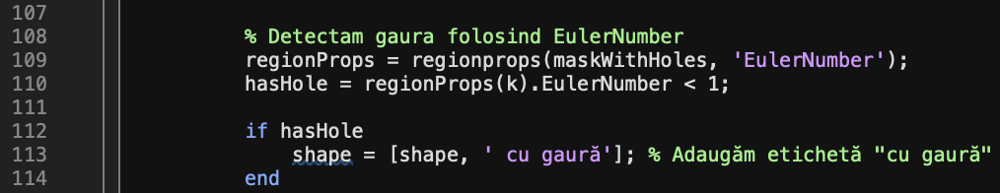 107
108 % Detectam gaura folosind EulerNumber
109 regionProps = regionprops(maskWithHoles, 'EulerNumber');
110 hasHole = regionProps(k).EulerNumber < 1;
111
112 if hasHole
113 shape = [shape, ' cu gaură']; % Adaugăm etichetă "cu gaură"
114 end